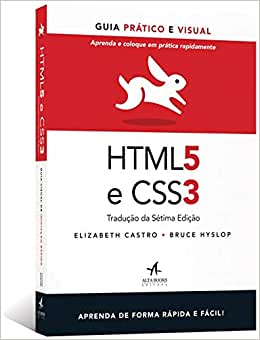 GUIA PRÁTICO E VISUAL
Aprenda e coloque em prática rapidamente
HTML5
e CSS3
Tradução da Sétima Edição
ELIZABETH CASTRO • BRUCE HYSLOP
ALTA BOOKS
EDITORA
APRENDA DE FORMA RÁPIDA E FÁCIL!
HTML5 e CSS3